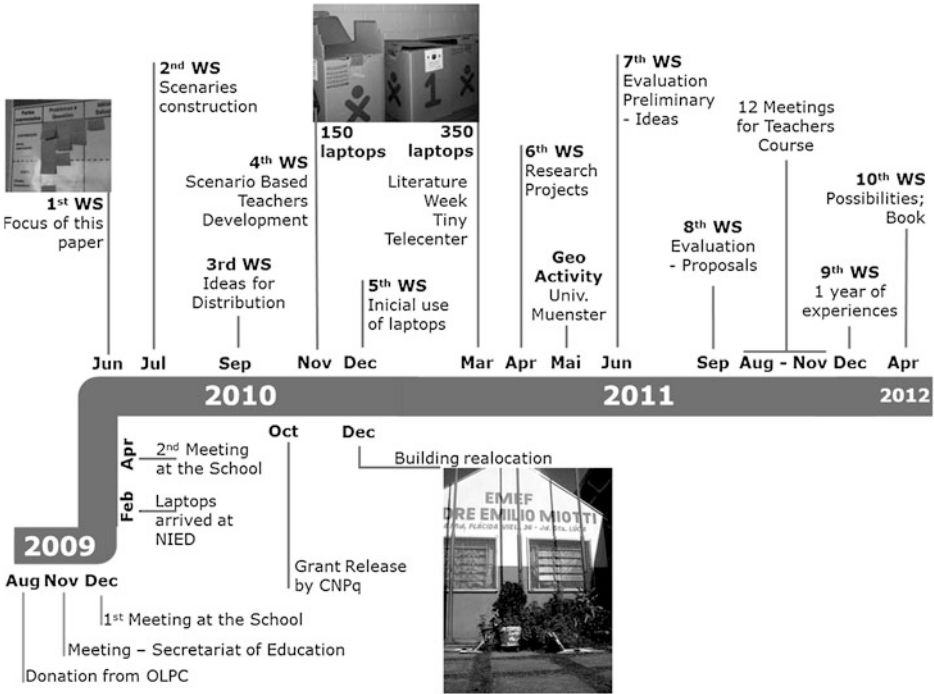 2nd WS
Scenaries
construction
7th WS
Evaluation
Preliminary
- Ideas
12 Meetings
for Teachers
Course
150
laptops
350
laptops
4th WS
Scenario Based
Teachers
Development
Literature
Week
Tiny
Telecenter
6th WS
Research
Projects
10th WS
Possibilities;
Book
1st WS
Focus of this
paper
3rd WS
Ideas for
Distribution
5th WS
Inicial use
of laptops
Geo
Activity
Univ.
Muenster
8th WS
Evaluation
- Proposals
9th WS
1 year of
experiences
Jun Jul Sep Nov Dec Mar Apr Mai Jun Sep Aug - Nov Dec Apr
2010 2011 2012
Oct Dec
Apr
2nd Meeting
at the School
Building realocation
Feb
Laptops
arrived at
NIED
EMEF
DRE EMILIO MIOTTI
2009
Grant Release
by CNPq
Aug Nov Dec
1st Meeting at the School
Meeting – Secretariat of Education
Donation from OLPC
1